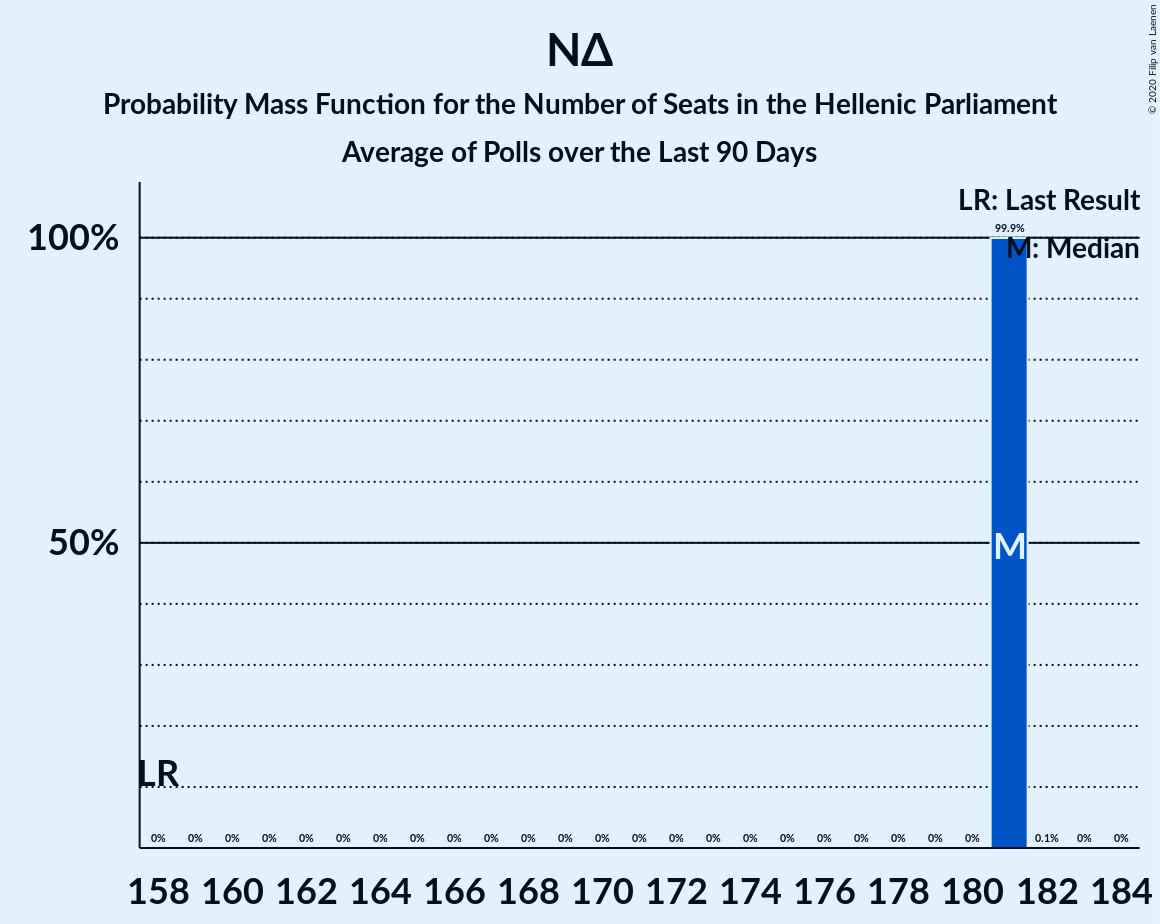 ΝΔ
Probability Mass Function for the Number of Seats in the Hellenic Parliament
Average of Polls over the Last 90 Days
© 2020 Filip van Laenen
LR: Last Result
M: Median
100%
50%
99.9%
M
LR
0% 0% 0% 0% 0% 0% 0% 0% 0% 0% 0% 0% 0% 0% 0% 0% 0% 0% 0% 0% 0% 0% 0% 0.1% 0% 0%
158 160 162 164 166 168 170 172 174 176 178 180 182 184